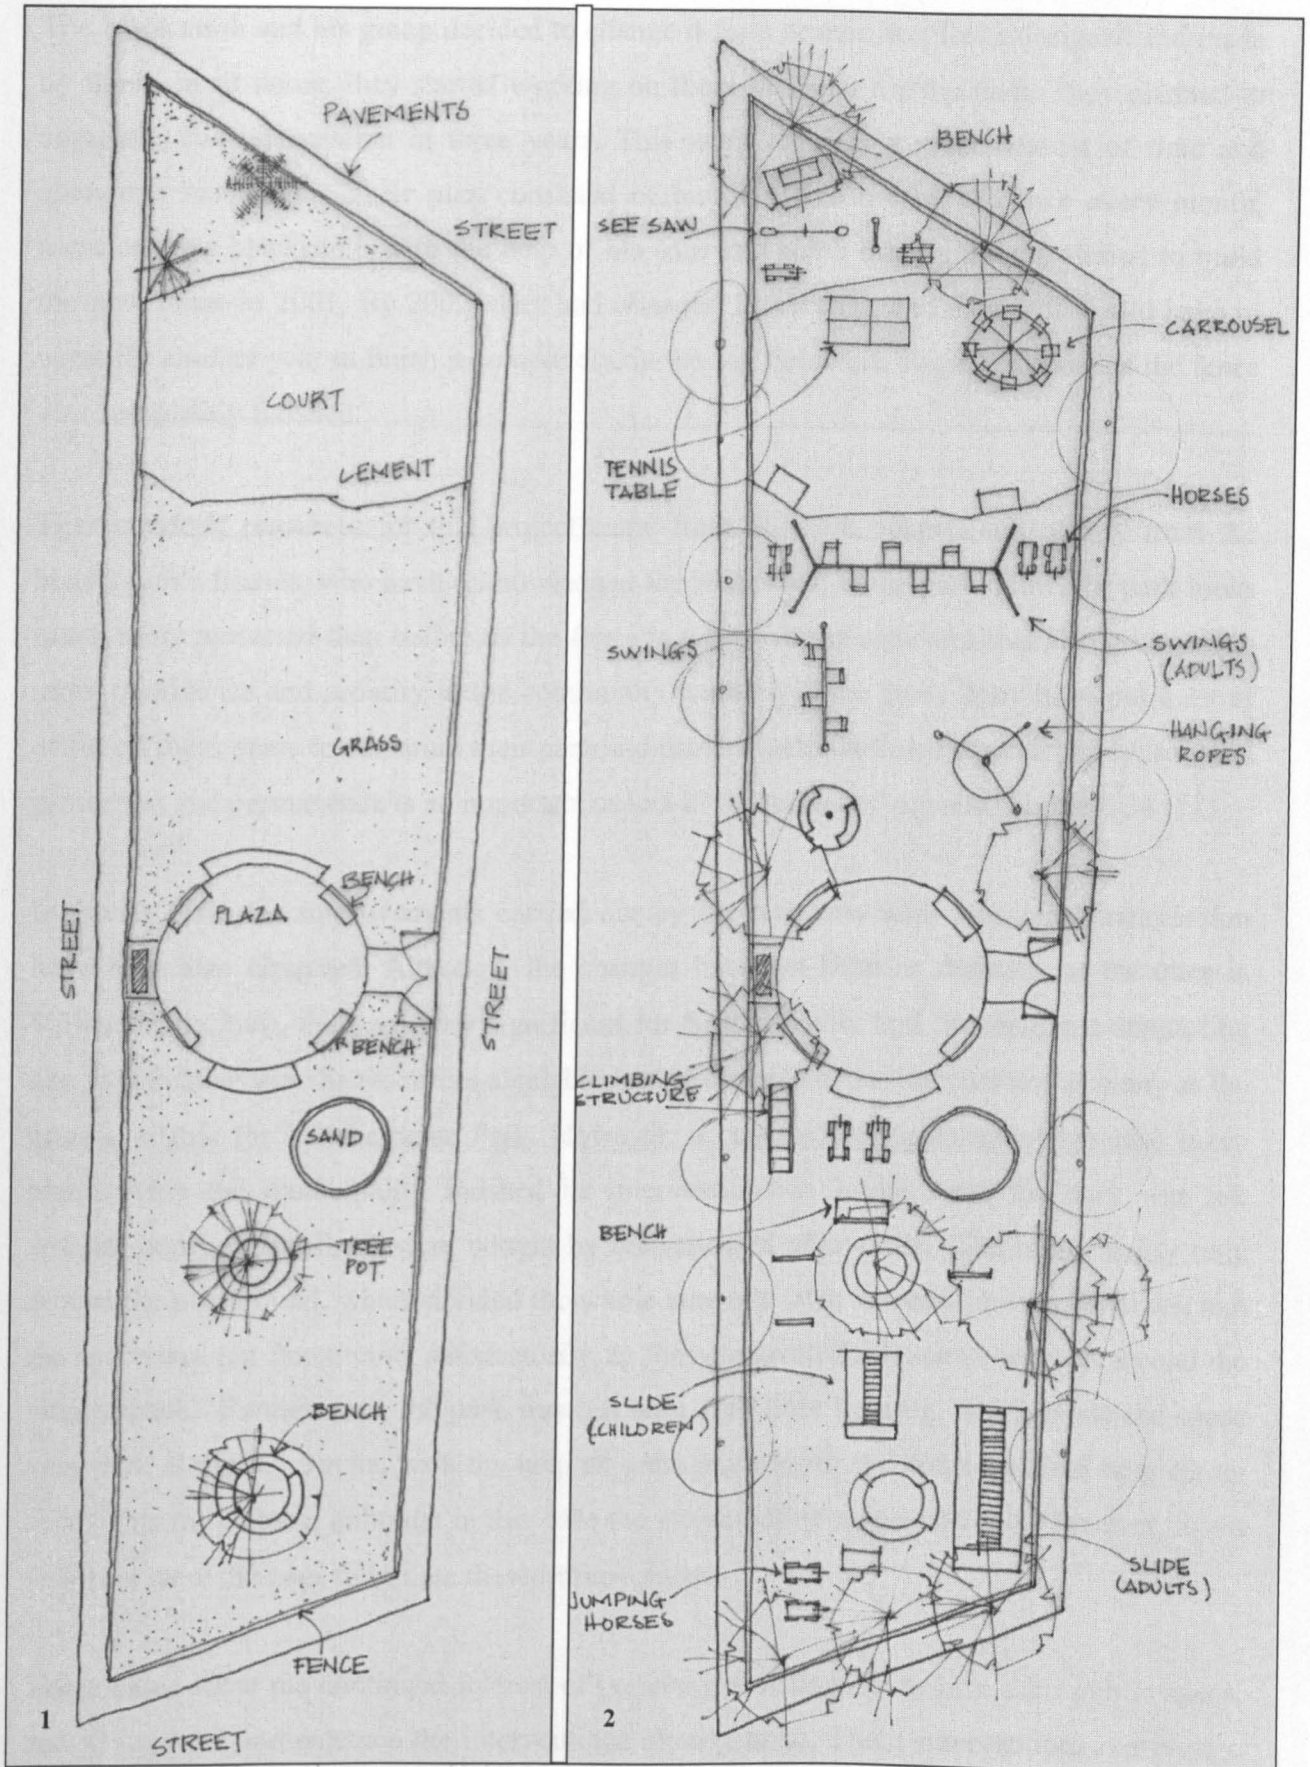 PAVEMENTS
STREET
COURT
CEMENT
GRASS
BENCH
PLAZA
STREET
STREET
BENCH
SAND
TREE
POT
BENCH
FENCE
1
STREET
BENCH
SEE SAW
CARROUSEL
TENNIS
TABLE
HORSES
SWINGS
SWINGS
(ADULTS)
HANGING
ROPES
CLIMBING
STRUCTURE
BENCH
SLIDE
(CHILDREN)
SLIDE
(ADULTS)
JUMPING
HORSES
2